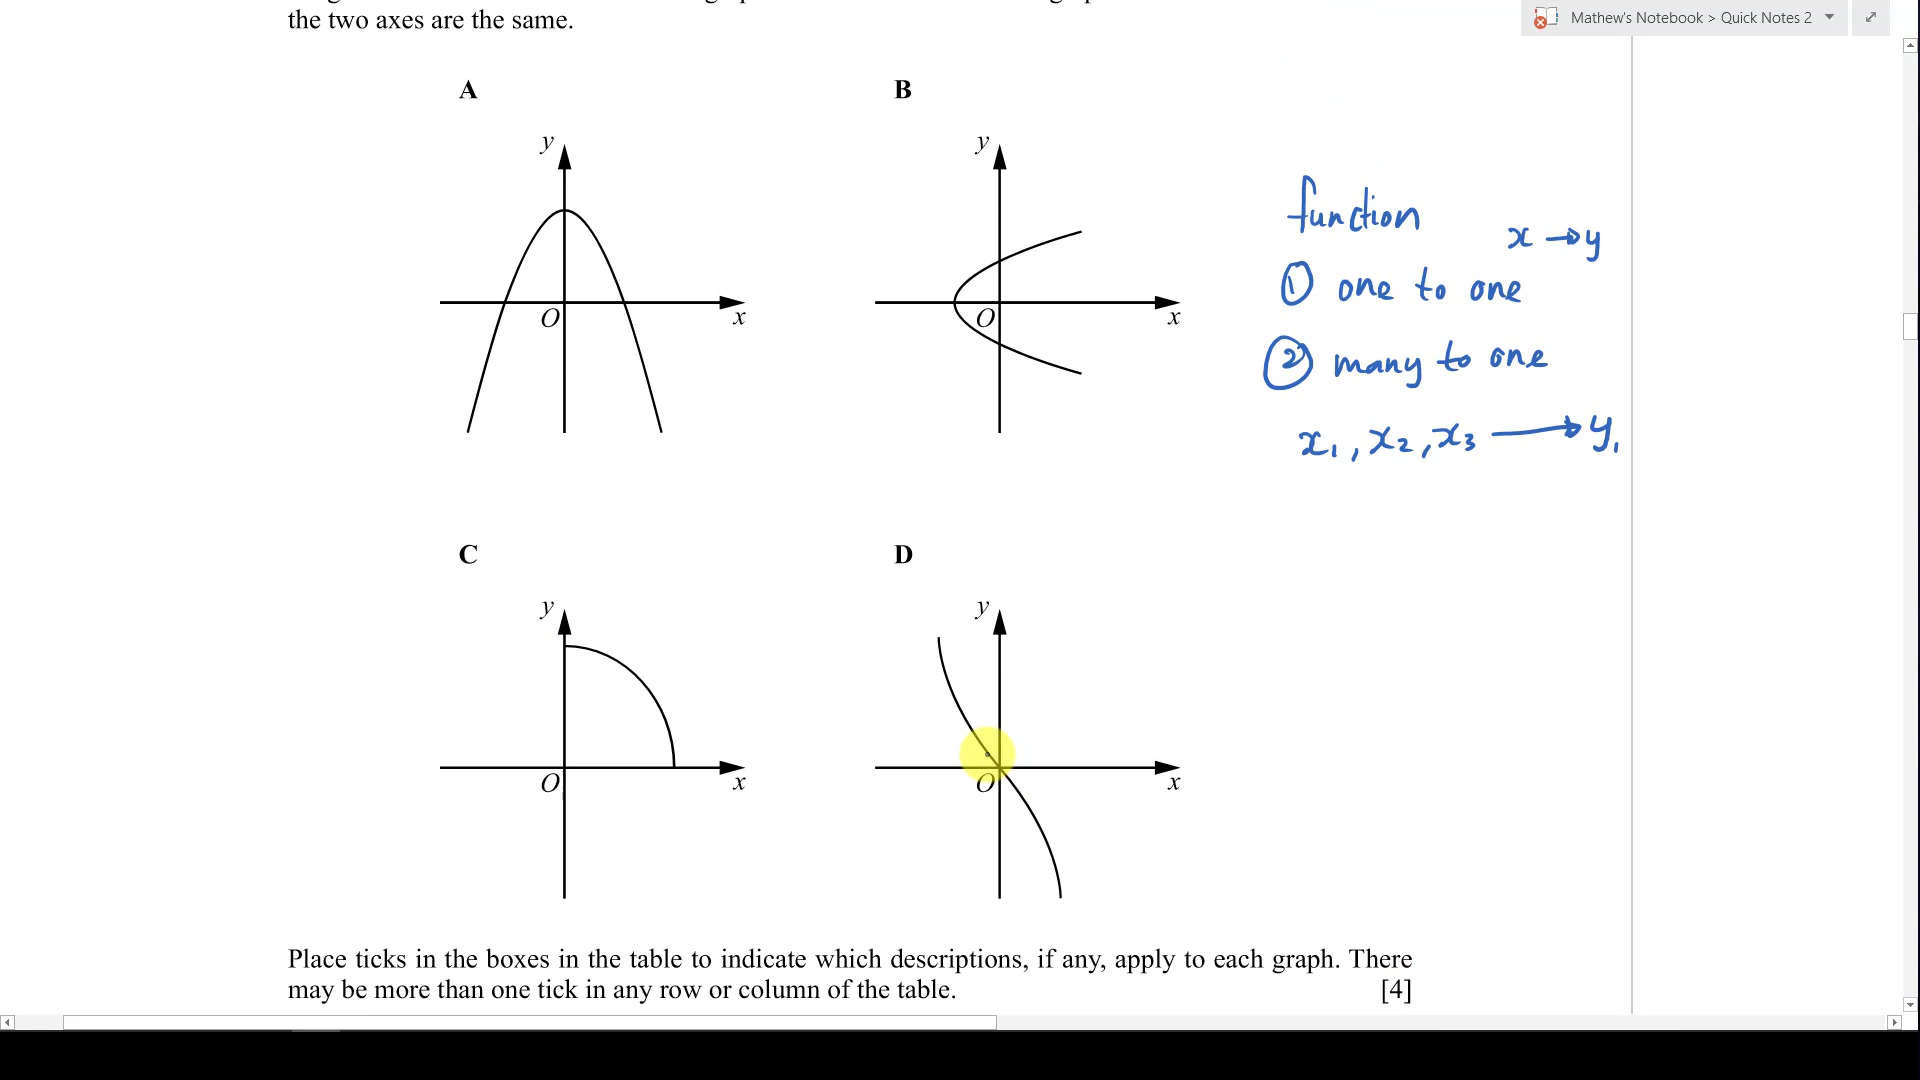 the two axes are the same.
Mathew's Notebook > Quick Notes 2
A
B
y
y
O
x
O
x
function
x → y
① one to one
② many to one
x₁, x₂, x₃ → y₁
C
D
y
y
O
x
O
x
Place ticks in the boxes in the table to indicate which descriptions, if any, apply to each graph. There
may be more than one tick in any row or column of the table. [4]